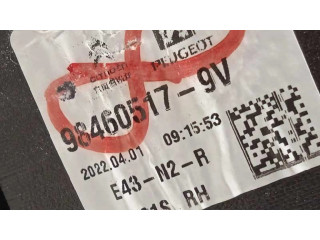 PEUGEOT
98460517-9V
2022.04.01 09:15:53
E43-N2-R
RH